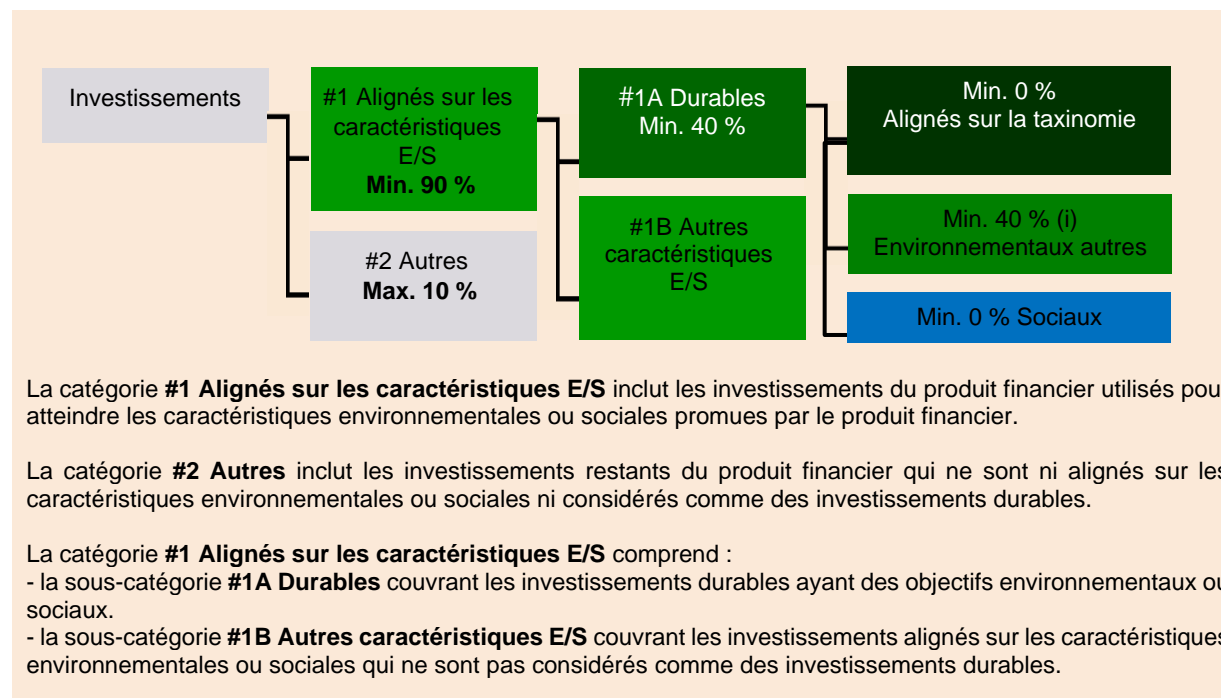 Investissements
#1 Alignés sur les
caractéristiques
E/S
Min. 90 %
#2 Autres
Max. 10 %
#1A Durables
Min. 40 %
#1B Autres
caractéristiques
E/S
Min. 0 %
Alignés sur la taxinomie
Min. 40 % (i)
Environnementaux autres
Min. 0 % Sociaux
La catégorie #1 Alignés sur les caractéristiques E/S inclut les investissements du produit financier utilisés pou
atteindre les caractéristiques environnementales ou sociales promues par le produit financier.
La catégorie #2 Autres inclut les investissements restants du produit financier qui ne sont ni alignés sur les
caractéristiques environnementales ou sociales ni considérés comme des investissements durables.
La catégorie #1 Alignés sur les caractéristiques E/S comprend :
- la sous-catégorie #1A Durables couvrant les investissements durables ayant des objectifs environnementaux ou
sociaux.
- la sous-catégorie #1B Autres caractéristiques E/S couvrant les investissements alignés sur les caractéristiques
environnementales ou sociales qui ne sont pas considérés comme des investissements durables.